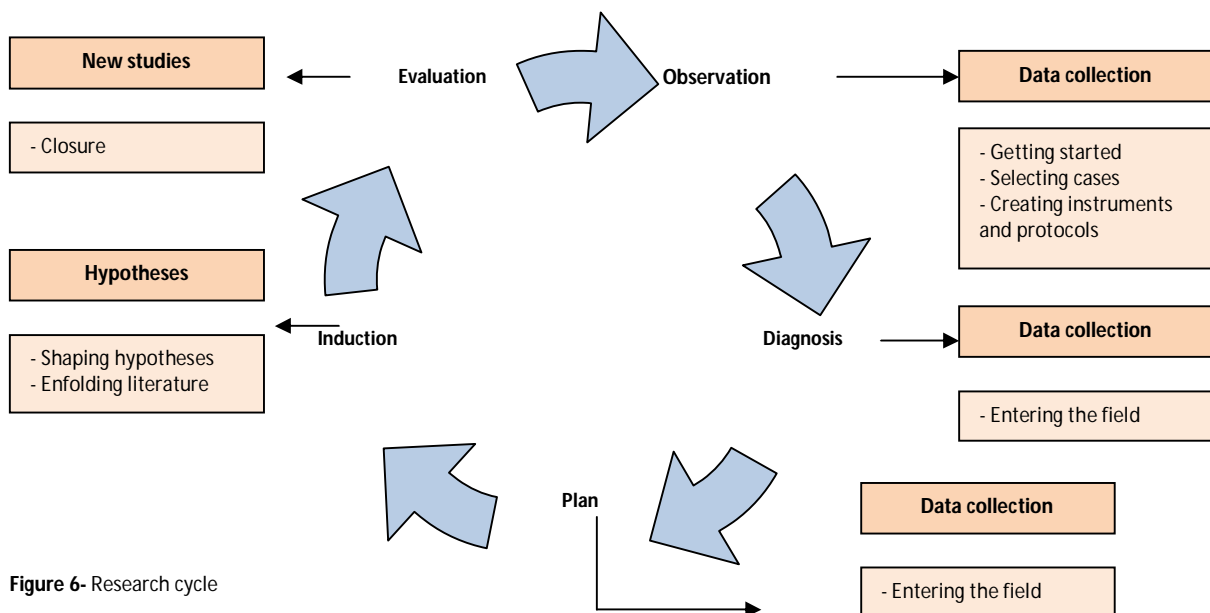 New studies
- Closure
Evaluation
Observation
Data collection
- Getting started
- Selecting cases
- Creating instruments
and protocols
Hypotheses
- Shaping hypotheses
- Enfolding literature
Induction
Diagnosis
Data collection
- Entering the field
Plan
Data collection
- Entering the field
Figure 6- Research cycle